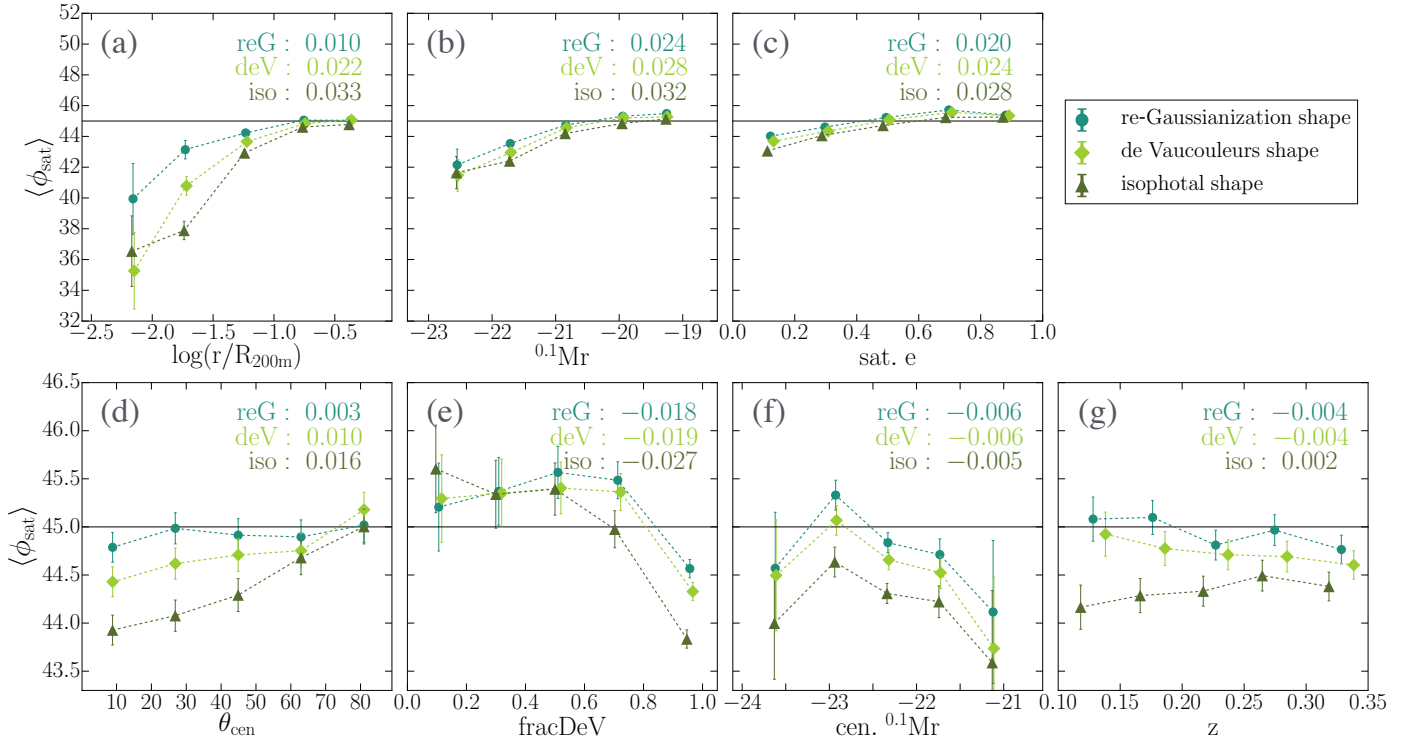 (a)
reG : 0.010
deV : 0.022
iso : 0.033
52
50
48
46
44
42
40
38
36
34
32
⟨ϕsat⟩
−2.5 −2.0 −1.5 −1.0 −0.5
log(r/R200m)
(b)
reG : 0.024
deV : 0.028
iso : 0.032
−23 −22 −21 −20 −19
0.1Mr
(c)
reG : 0.020
deV : 0.024
iso : 0.028
0.0 0.2 0.4 0.6 0.8 1.0
sat. e
re-Gaussianization shape
de Vaucouleurs shape
isophotal shape
(d)
reG : 0.003
deV : 0.010
iso : 0.016
46.5
46.0
45.5
45.0
44.5
44.0
43.5
⟨ϕsat⟩
10 20 30 40 50 60 70 80 90
θcen
(e)
reG : −0.018
deV : −0.019
iso : −0.027
0.0 0.2 0.4 0.6 0.8 1.0
fracDeV
(f)
reG : −0.006
deV : −0.006
iso : −0.005
−24 −23 −22 −21
cen. 0.1Mr
(g)
reG : −0.004
deV : −0.004
iso : 0.002
0.10 0.15 0.20 0.25 0.30 0.35
z